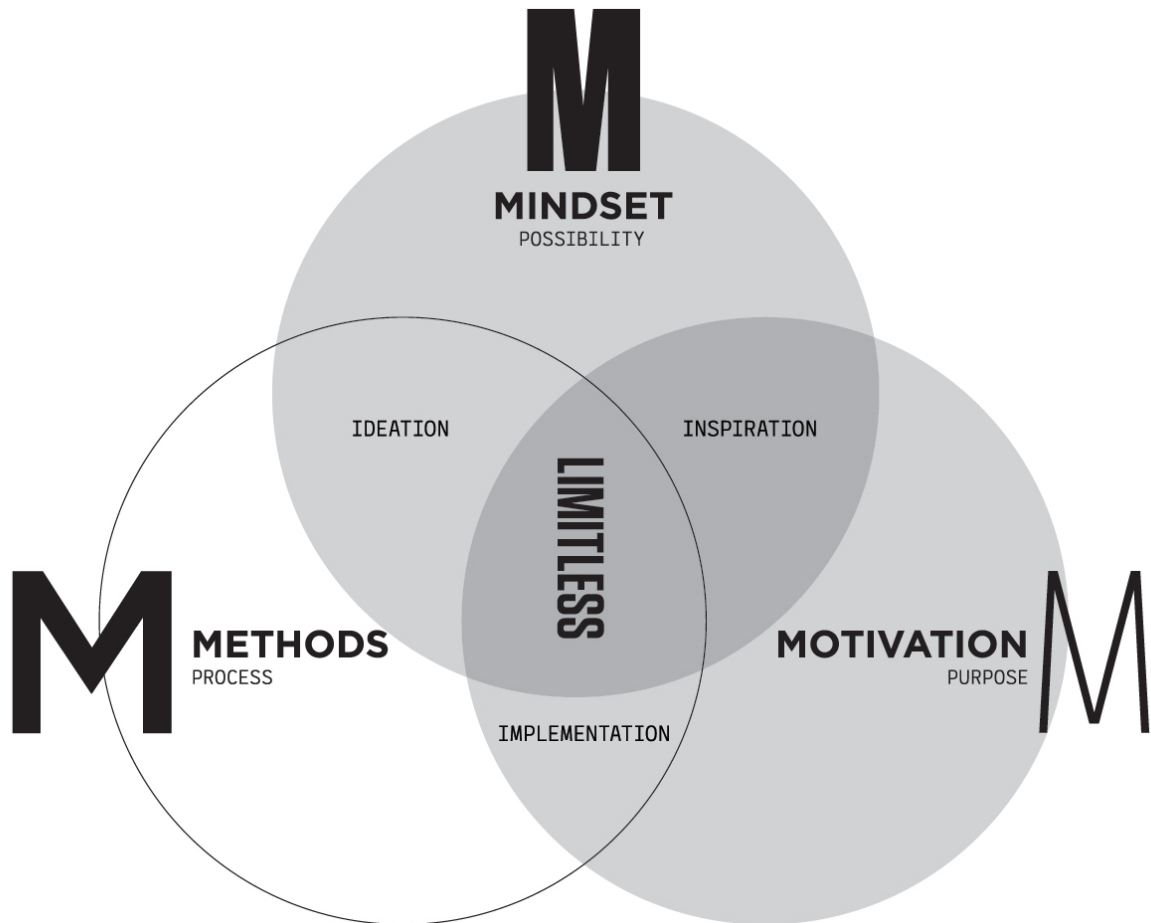 M
MINDSET
POSSIBILITY
IDEATION
INSPIRATION
LIMITLESS
M
METHODS
PROCESS
MOTIVATION
PURPOSE
M
IMPLEMENTATION